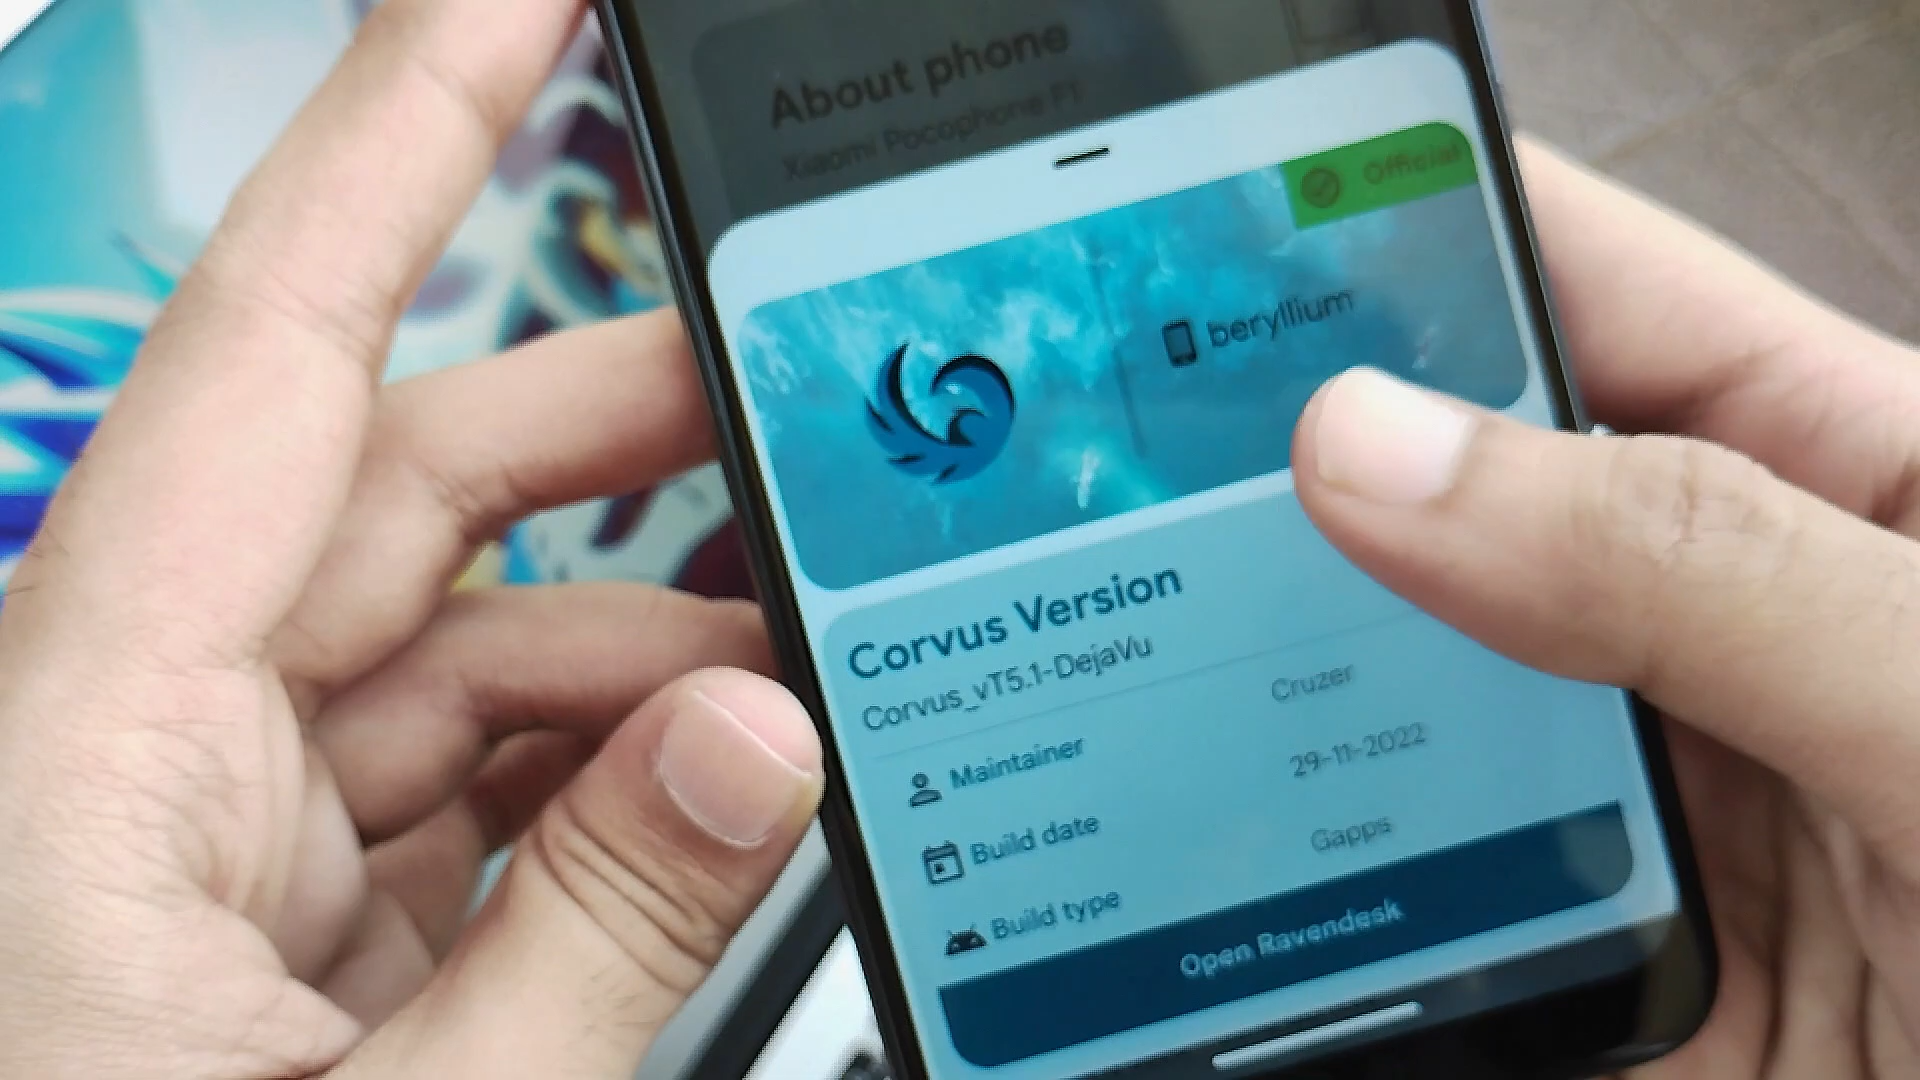 About phone
Xiaomi Pocophone F1
Official
beryllium
Corvus Version
Corvus_vT5.1-DejaVu
Maintainer Cruzer
Build date 29-11-2022
Build type Gapps
Open Ravendesk